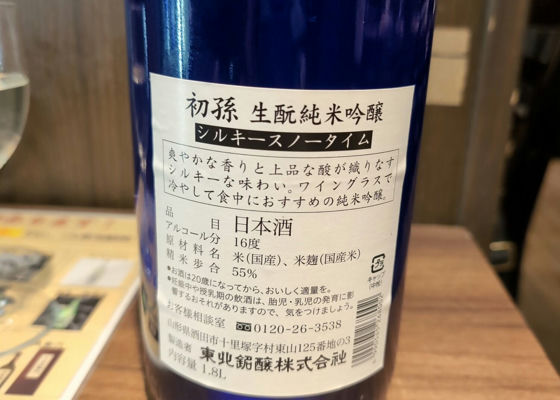 初孫 生酛純米吟醸
シルキースノータイム
爽やかな香りと上品な酸が織りなす
シルキーな味わい。ワイングラスで
冷やして食中におすすめの純米吟醸。
品目 日本酒
アルコール分 16度
原材料名 米(国産)、米麹(国産米)
精米歩合 55%
●お酒は20歳になってから、おいしく適量を。
●妊娠中や授乳期の飲酒は、胎児・乳児の発育に影
響するおそれがありますので、気をつけましょう。
お客様相談室 0120-26-3538
山形県酒田市十里塚字村東山125番地の3
製造者 東北銘醸株式会社
内容量 1.8L